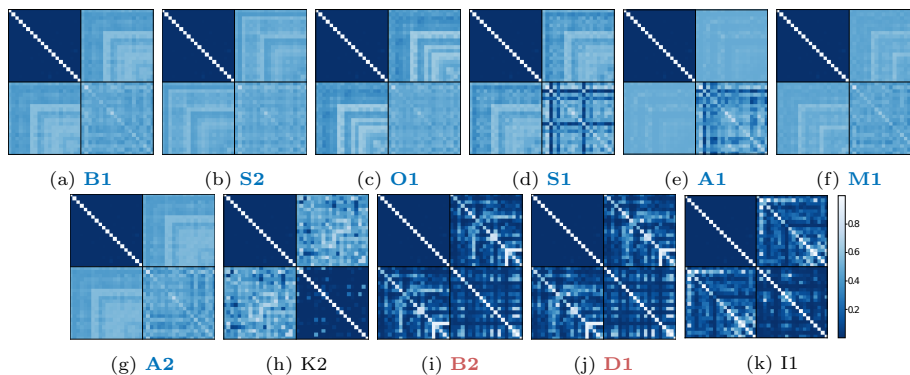 (a) B1 (b) S2 (c) O1 (d) S1 (e) A1 (f) M1
0.8
0.6
0.4
0.2
(g) A2 (h) K2 (i) B2 (j) D1 (k) I1